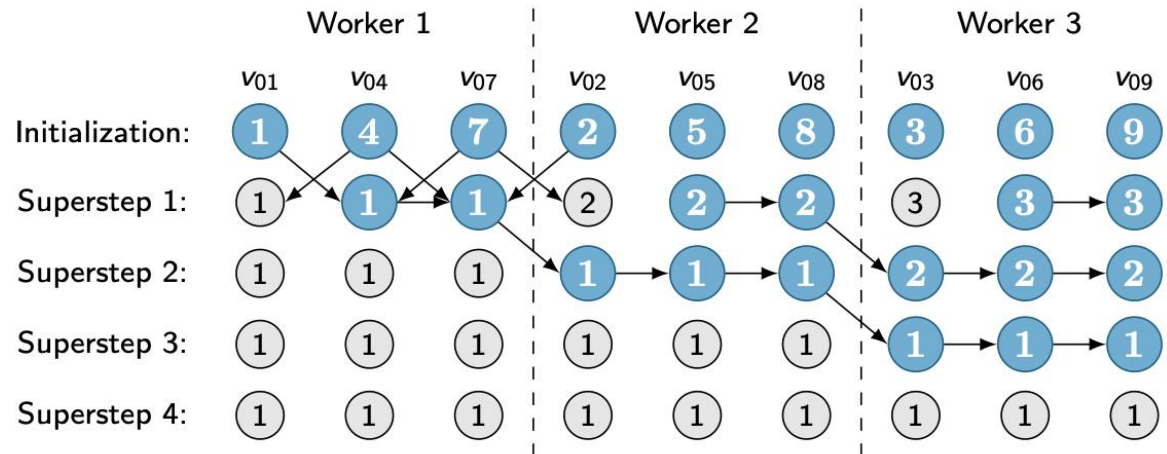 Worker 1 Worker 2 Worker 3
v01 v04 v07 v02 v05 v08 v03 v06 v09
Initialization: 1 4 7 2 5 8 3 6 9
Superstep 1: 1 1 1 2 2 2 3 3 3
Superstep 2: 1 1 1 1 1 1 2 2 2
Superstep 3: 1 1 1 1 1 1 1 1 1
Superstep 4: 1 1 1 1 1 1 1 1 1